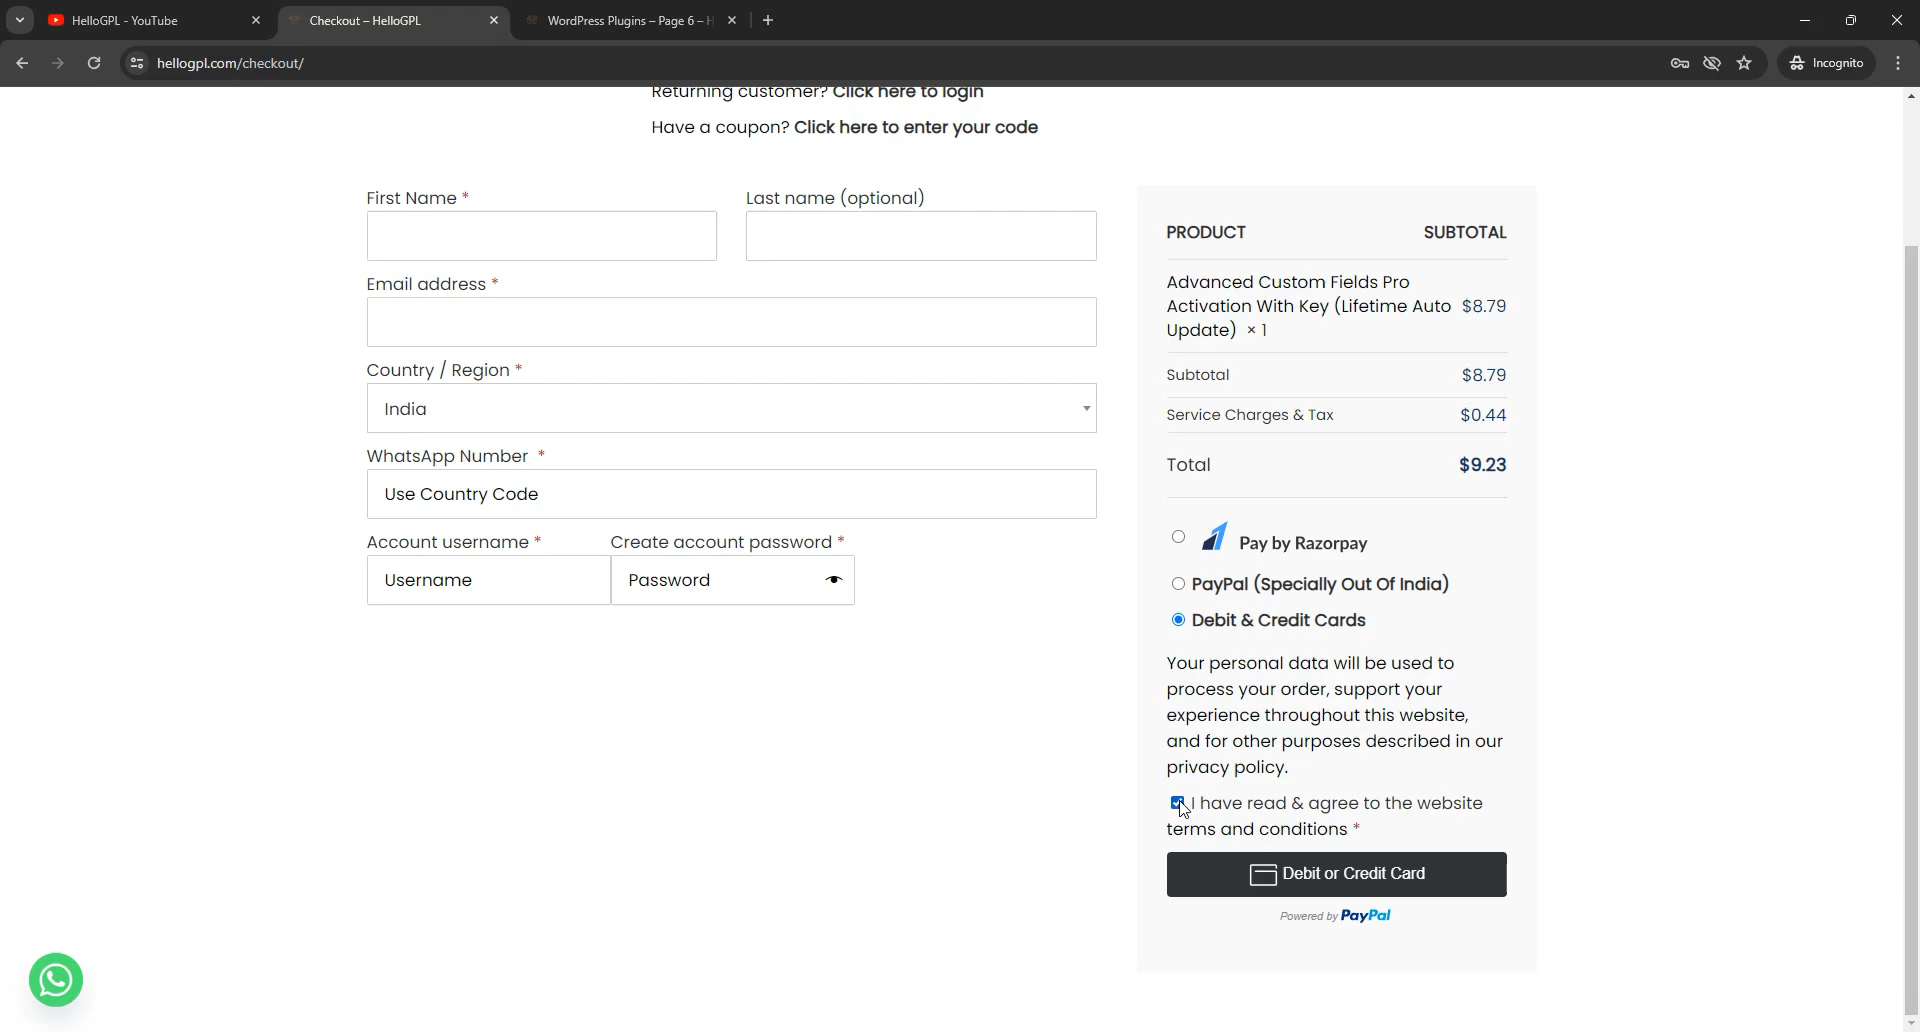 HelloGPL - YouTube
Checkout – HelloGPL
WordPress Plugins – Page 6 – H
hellogpl.com/checkout/
Incognito
Returning customer? Click here to login
Have a coupon? Click here to enter your code
First Name *
Last name (optional)
Email address *
Country / Region *
India
WhatsApp Number *
Use Country Code
Account username *
Create account password *
Username
Password
PRODUCT SUBTOTAL
Advanced Custom Fields Pro
Activation With Key (Lifetime Auto $8.79
Update) × 1
Subtotal $8.79
Service Charges & Tax $0.44
Total $9.23
Pay by Razorpay
PayPal (Specially Out Of India)
Debit & Credit Cards
Your personal data will be used to
process your order, support your
experience throughout this website,
and for other purposes described in our
privacy policy.
I have read & agree to the website
terms and conditions *
Debit or Credit Card
Powered by PayPal